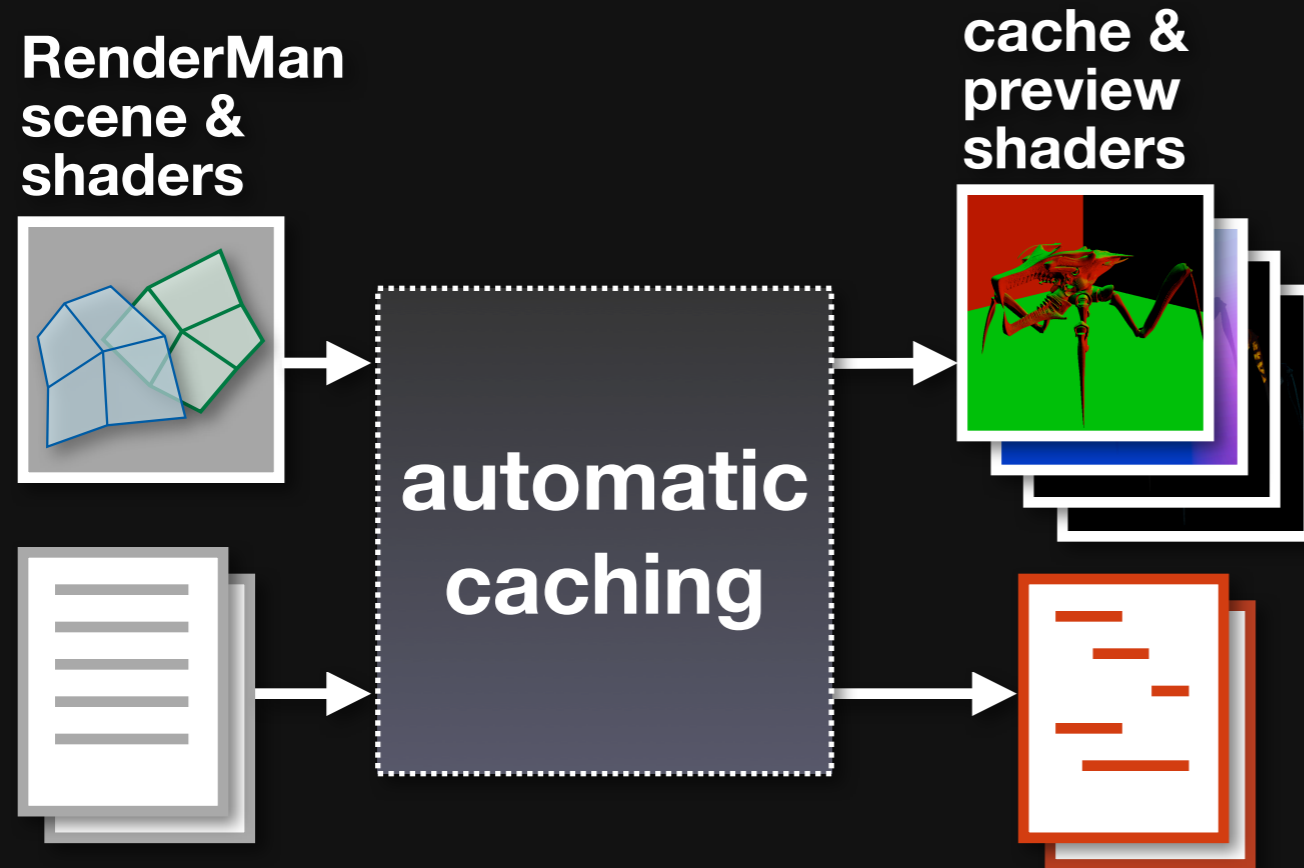 RenderMan
scene &
shaders
cache &
preview
shaders
automatic
caching